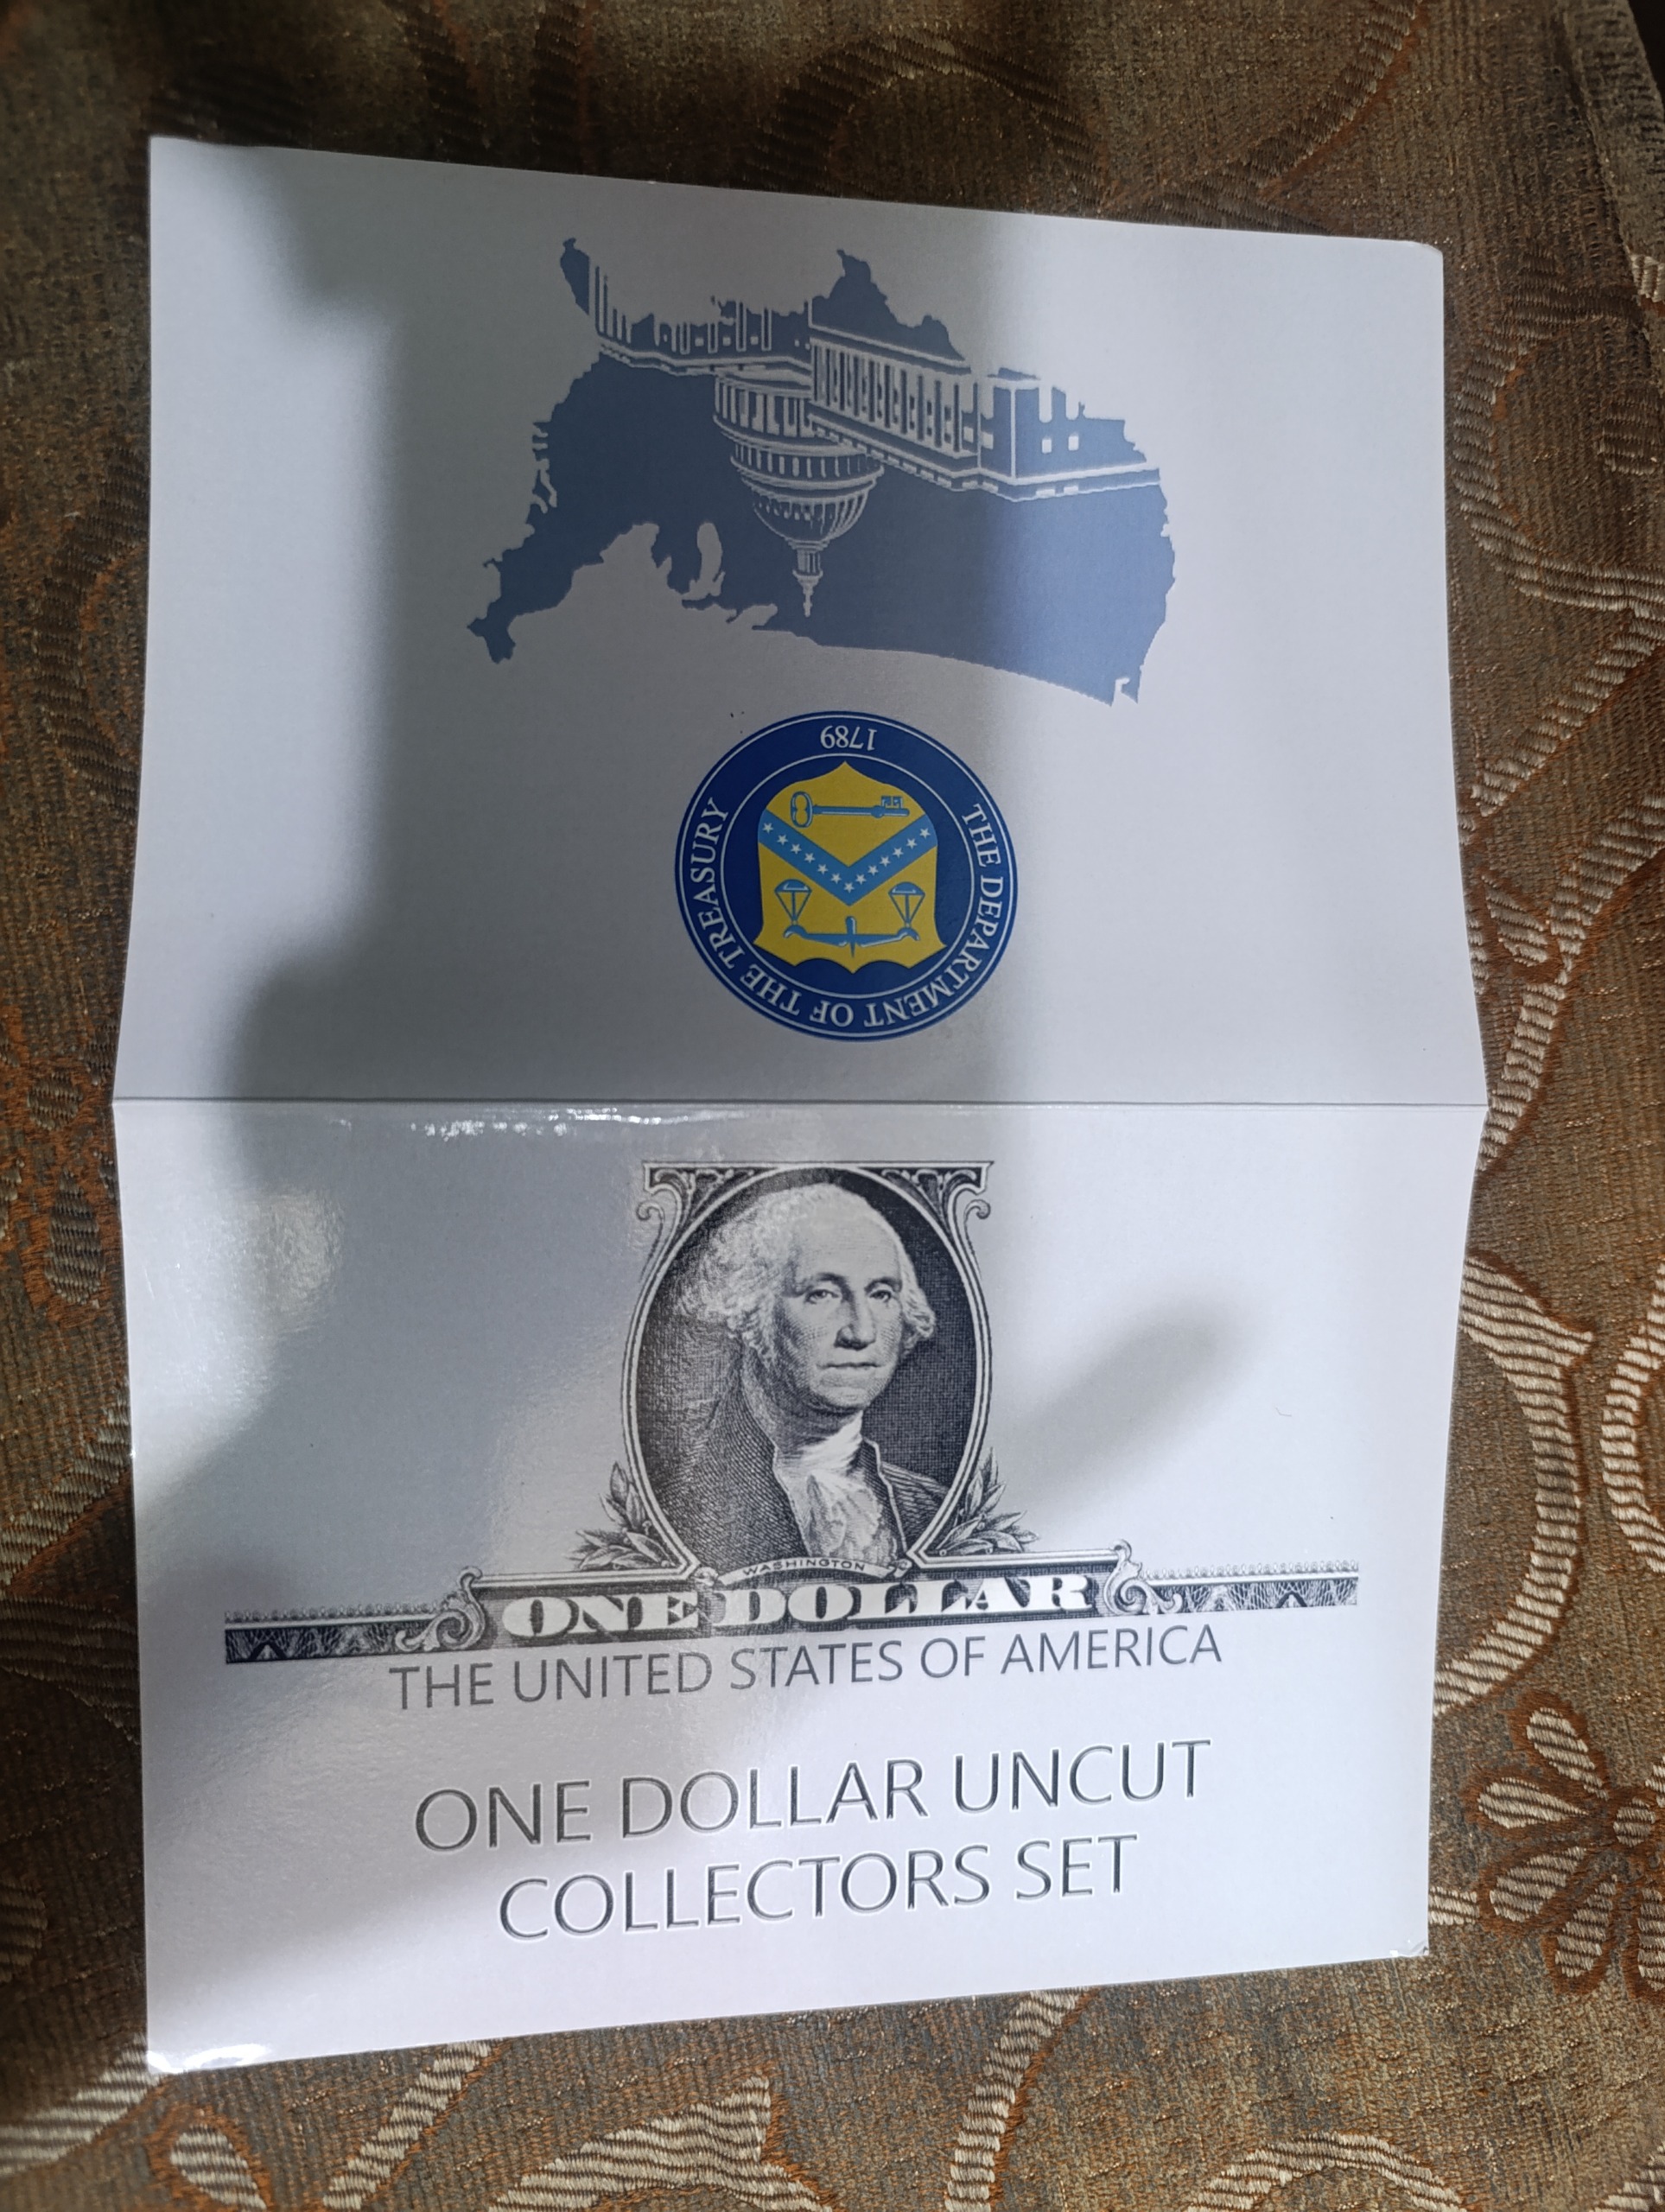 1789
THE DEPARTMENT OF THE TREASURY
WASHINGTON
ONE DOLLAR
THE UNITED STATES OF AMERICA
ONE DOLLAR UNCUT
COLLECTORS SET